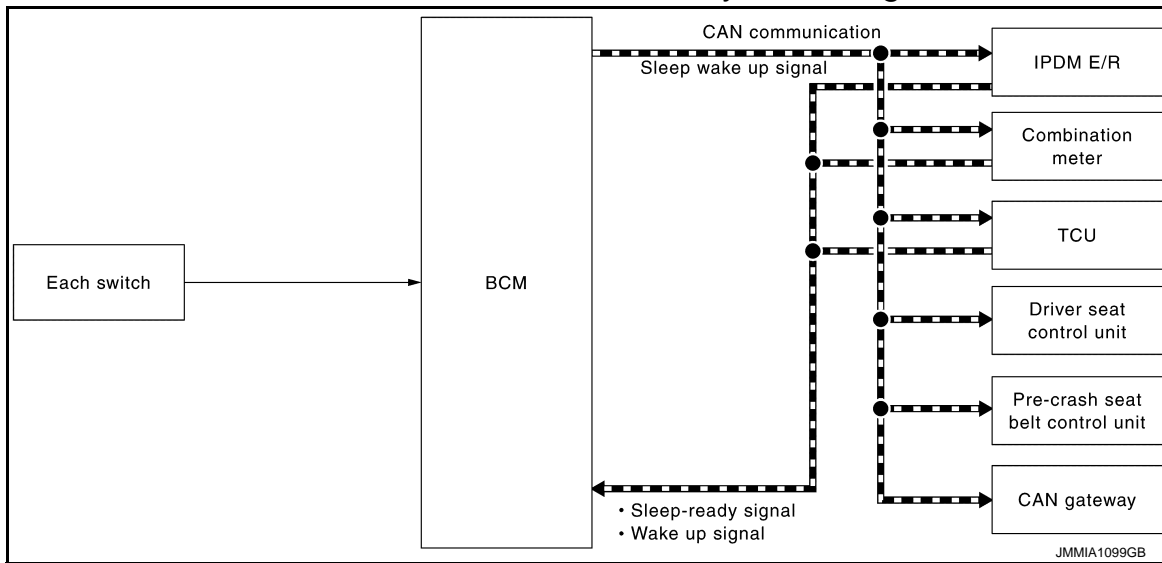 CAN communication
Sleep wake up signal
IPDM E/R
Combination
meter
TCU
Each switch
BCM
Driver seat
control unit
Pre-crash seat
belt control unit
CAN gateway
• Sleep-ready signal
• Wake up signal
JMMIA1099GB